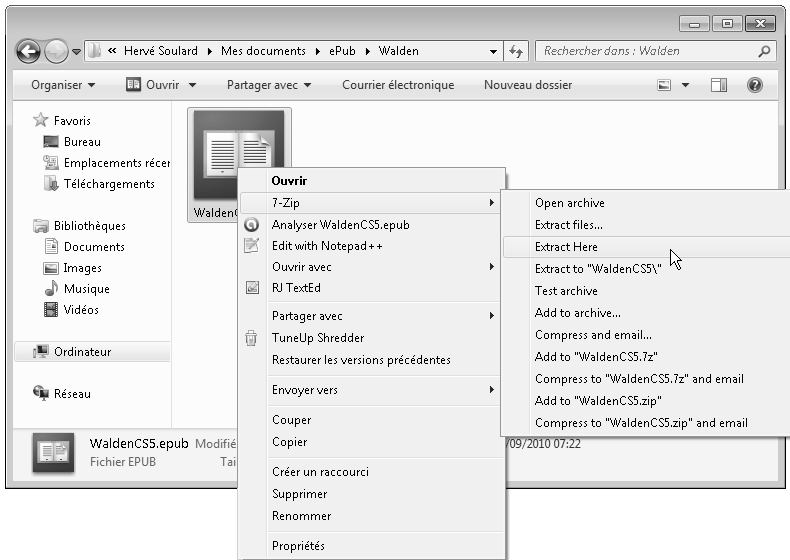 « Hervé Soulard ▸ Mes documents ▸ ePub ▸ Walden
Rechercher dans : Walden
Organiser Ouvrir Partager avec Courrier électronique Nouveau dossier
Favoris
Bureau
Emplacements récer
Téléchargements
Bibliothèques
Documents
Images
Musique
Vidéos
Ordinateur
Réseau
Ouvrir
7-Zip
Analyser WaldenCS5.epub
Edit with Notepad++
Ouvrir avec
RJ TextEd
Partager avec
TuneUp Shredder
Restaurer les versions précédentes
Envoyer vers
Couper
Copier
Créer un raccourci
Supprimer
Renommer
Propriétés
Open archive
Extract files...
Extract Here
Extract to "WaldenCS5\"
Test archive
Add to archive...
Compress and email...
Add to "WaldenCS5.7z"
Compress to "WaldenCS5.7z" and email
Add to "WaldenCS5.zip"
Compress to "WaldenCS5.zip" and email
WaldenCS5.epub Modifié
/09/2010 07:22
Fichier EPUB Tai